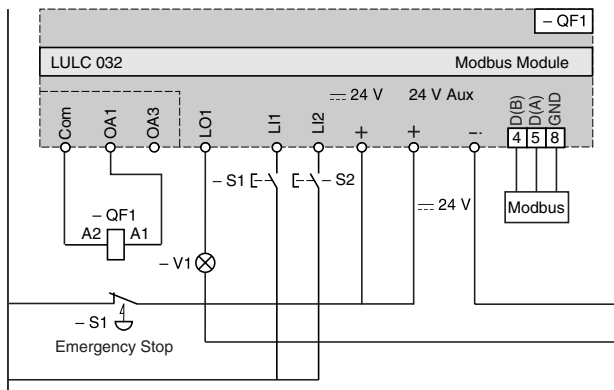 – QF1
LULC 032 Modbus Module
⎓ 24 V 24 V Aux
Com OA1 OA3 LO1 LI1 LI2 + + – D(B) D(A) GND
4 5 8
– S1 – S2
– QF1
⎓ 24 V
Modbus
A2 A1
– V1
– S1
Emergency Stop